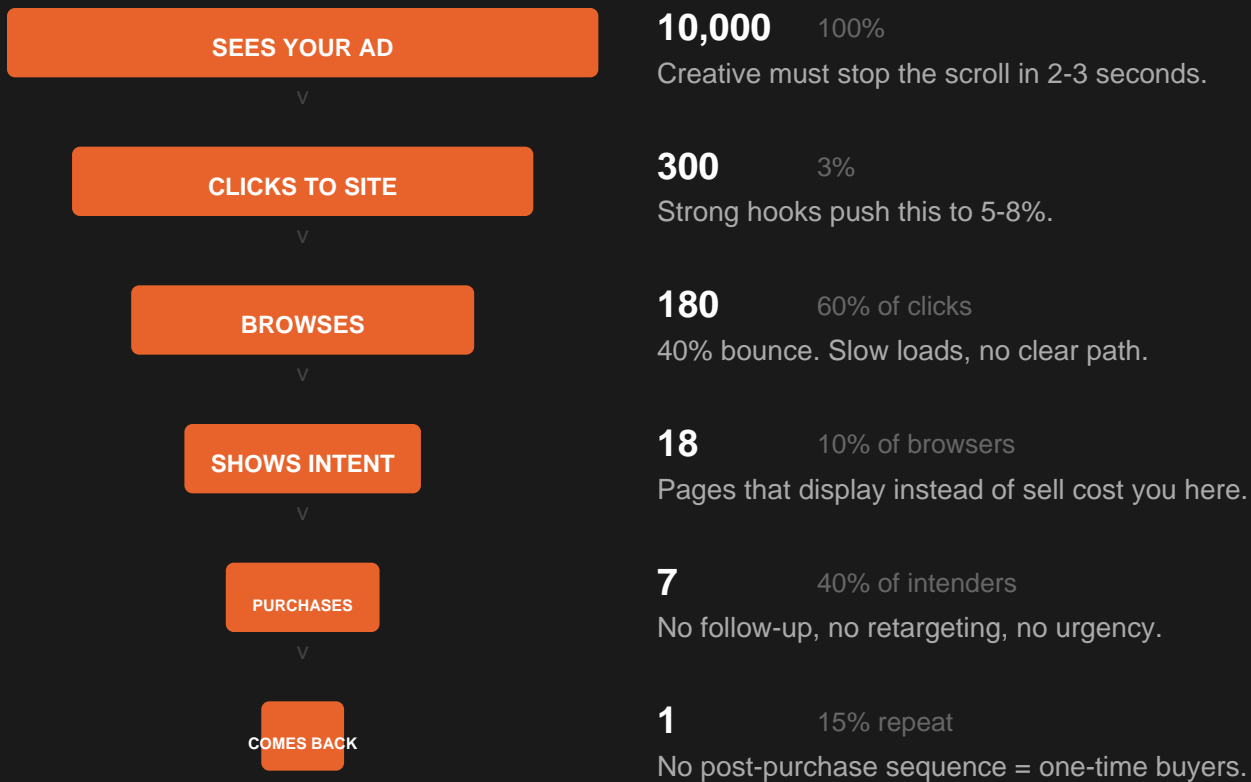 SEES YOUR AD
10,000 100%
Creative must stop the scroll in 2-3 seconds.
v
CLICKS TO SITE
300 3%
Strong hooks push this to 5-8%.
v
BROWSES
180 60% of clicks
40% bounce. Slow loads, no clear path.
v
SHOWS INTENT
18 10% of browsers
Pages that display instead of sell cost you here.
v
PURCHASES
7 40% of intenders
No follow-up, no retargeting, no urgency.
v
COMES BACK
1 15% repeat
No post-purchase sequence = one-time buyers.